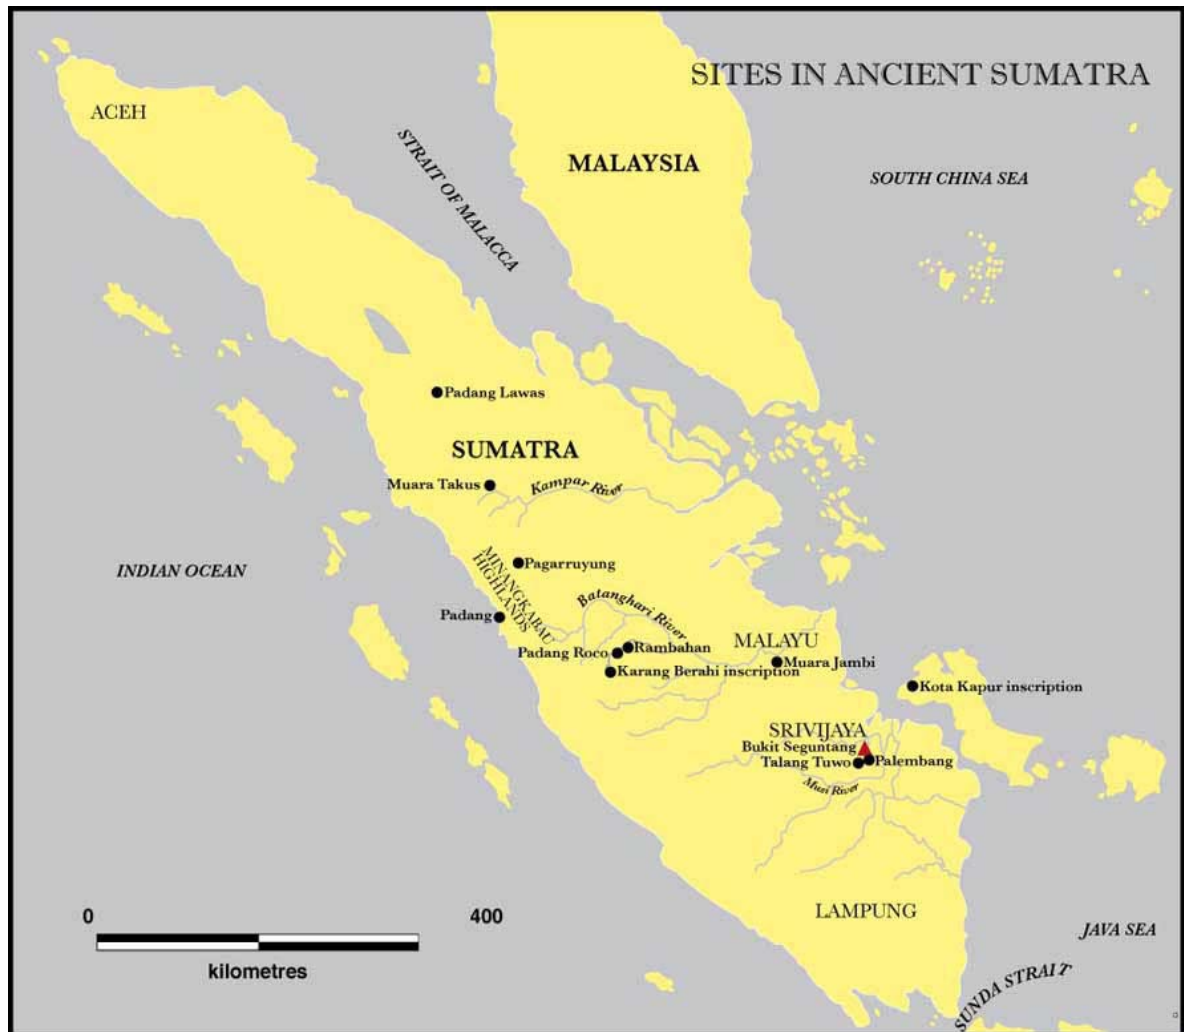 SITES IN ANCIENT SUMATRA
ACEH
STRAIT OF MALACCA
MALAYSIA
SOUTH CHINA SEA
Padang Lawas
SUMATRA
Muara Takus
Kampar River
INDIAN OCEAN
Pagarruyung
MINANGKABAU
HIGHLANDS
Padang
Batanghari River
MALAYU
Rambahan
Padang Roco
Muara Jambi
Karang Berahi inscription
Kota Kapur inscription
SRIVIJAYA
Bukit Seguntang
Talang Tuwo
Palembang
Musi River
LAMPUNG
0
400
kilometres
JAVA SEA
SUNDA STRAIT